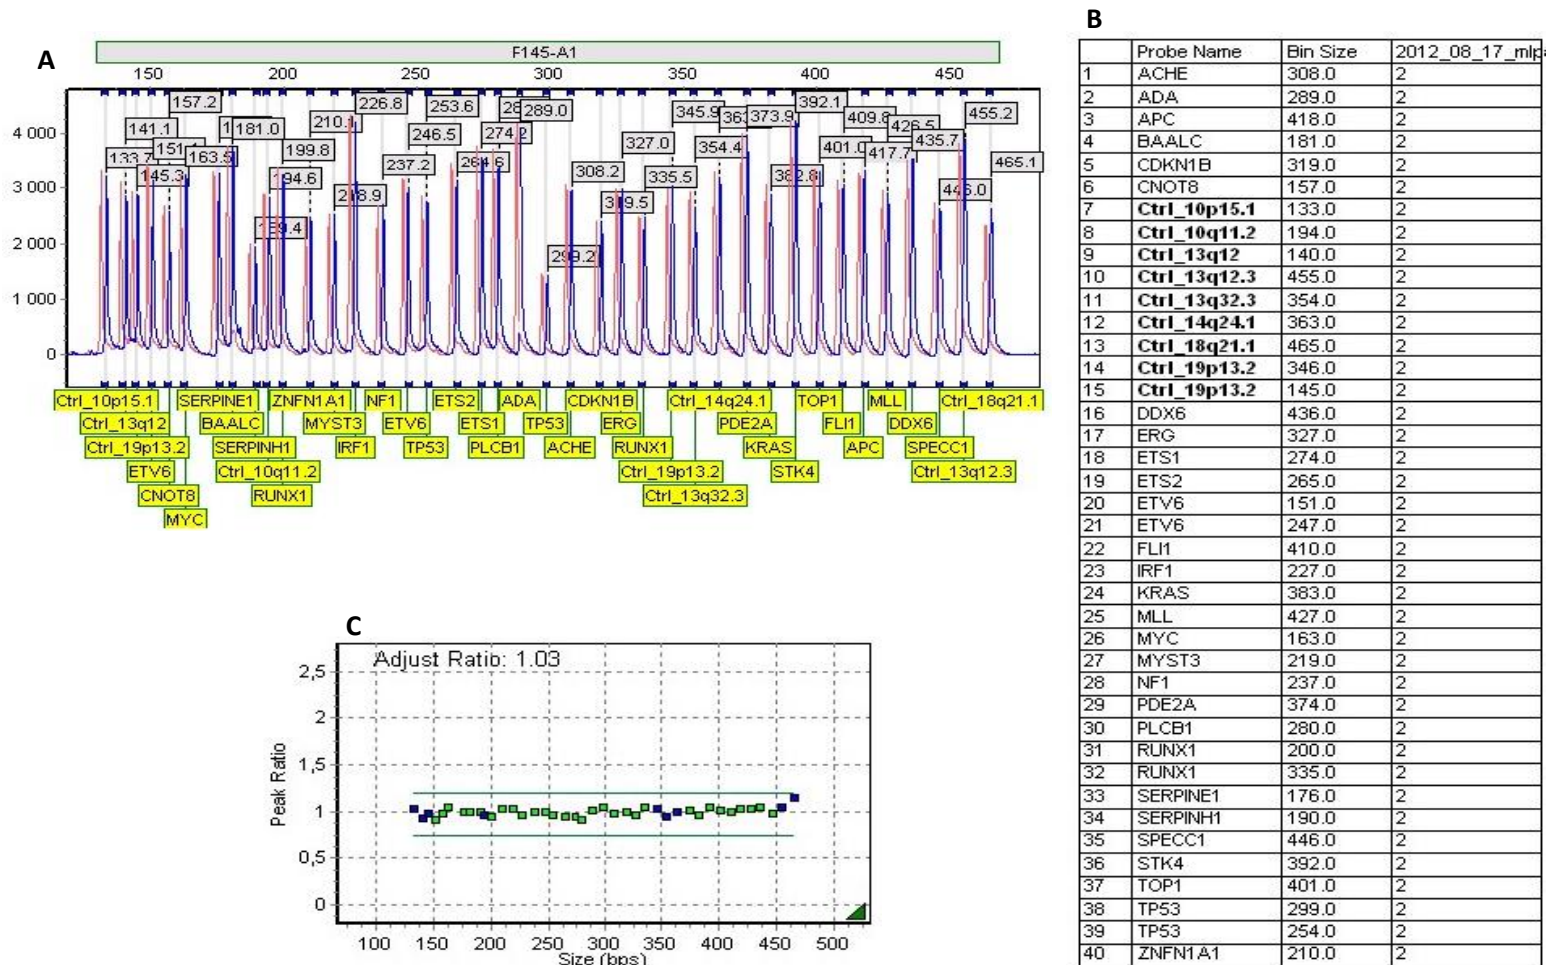 A
F145-A1
150 200 250 300 350 400 450
157.2 226.8 253.6 289.0 345.9 392.1 455.2
141.1 181.0 246.5 274.2 373.9 409.8 426.5
133.7 163.5 199.8 327.0 354.4 401.0 417.7 435.7
145.3 194.6 237.2 264.6 308.2 335.5 382.8 446.0 465.1
218.9 319.5
299.2
4 000
3 000
2 000
1 000
0
Ctrl_10p15.1 SERPINE1 ZNFN1A1 NF1 ETS2 ADA CDKN1B Ctrl_14q24.1 TOP1 MLL Ctrl_18q21.1
Ctrl_13q12 BAALC MYST3 ETV6 ETS1 TP53 ERG PDE2A FLI1 DDX6
Ctrl_19p13.2 SERPINH1 IRF1 TP53 PLCB1 ACHE RUNX1 KRAS APC SPECC1
ETV6 Ctrl_10q11.2 Ctrl_19p13.2 STK4 Ctrl_13q12.3
CNOT8 RUNX1 Ctrl_13q32.3
MYC
B
Probe Name Bin Size 2012_08_17_mlpa
1 ACHE 308.0 2
2 ADA 289.0 2
3 APC 418.0 2
4 BAALC 181.0 2
5 CDKN1B 319.0 2
6 CNOT8 157.0 2
7 Ctrl_10p15.1 133.0 2
8 Ctrl_10q11.2 194.0 2
9 Ctrl_13q12 140.0 2
10 Ctrl_13q12.3 455.0 2
11 Ctrl_13q32.3 354.0 2
12 Ctrl_14q24.1 363.0 2
13 Ctrl_18q21.1 465.0 2
14 Ctrl_19p13.2 346.0 2
15 Ctrl_19p13.2 145.0 2
16 DDX6 436.0 2
17 ERG 327.0 2
18 ETS1 274.0 2
19 ETS2 265.0 2
20 ETV6 151.0 2
21 ETV6 247.0 2
22 FLI1 410.0 2
23 IRF1 227.0 2
24 KRAS 383.0 2
25 MLL 427.0 2
26 MYC 163.0 2
27 MYST3 219.0 2
28 NF1 237.0 2
29 PDE2A 374.0 2
30 PLCB1 280.0 2
31 RUNX1 200.0 2
32 RUNX1 335.0 2
33 SERPINE1 176.0 2
34 SERPINH1 190.0 2
35 SPECC1 446.0 2
36 STK4 392.0 2
37 TOP1 401.0 2
38 TP53 299.0 2
39 TP53 254.0 2
40 ZNFN1A1 210.0 2
C
Adjust Ratio: 1.03
Peak Ratio
2,5
2
1,5
1
0,5
0
100 150 200 250 300 350 400 450 500
Size (bps)